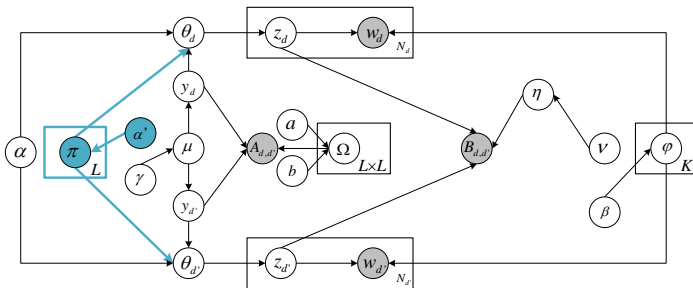 θ_d
z_d
w_d
N_d
y_d
η
α'
a
α
π
L
μ
A_{d,d'}
Ω
L×L
B_{d,d'}
ν
φ
K
γ
b
y_{d'}
β
θ_{d'}
z_{d'}
w_{d'}
N_{d'}